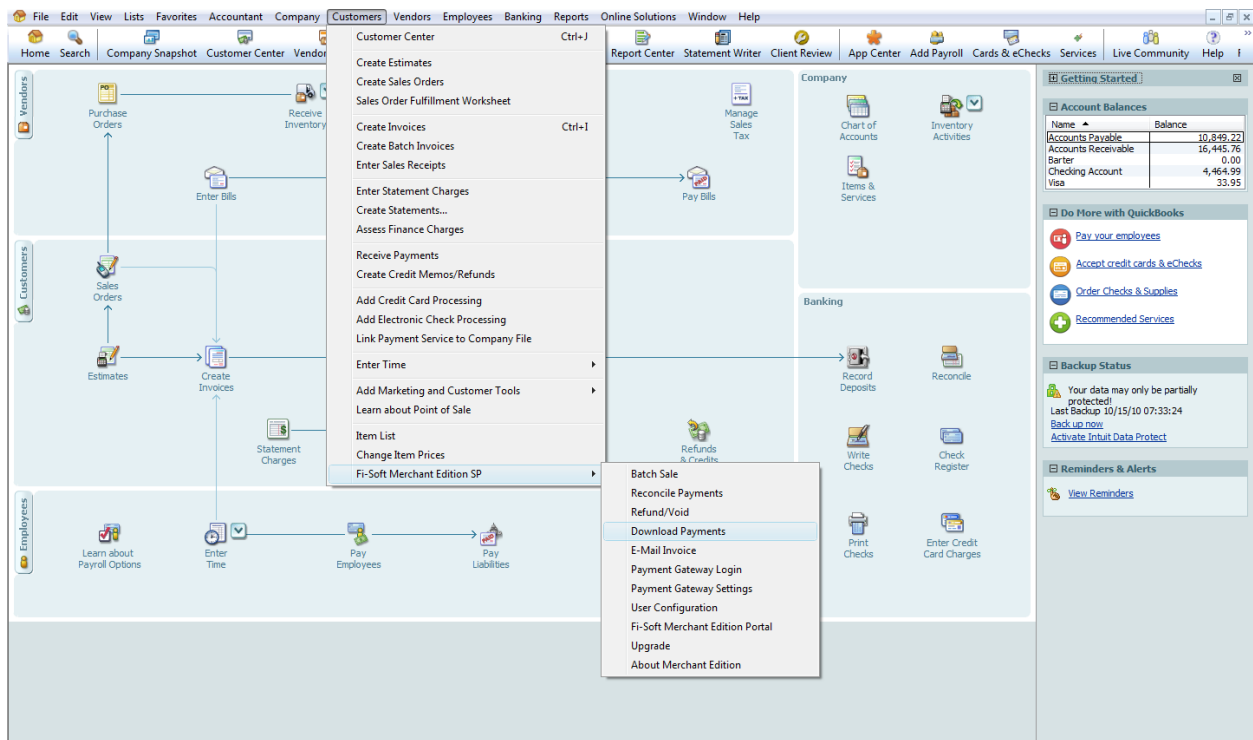 File Edit View Lists Favorites Accountant Company Customers Vendors Employees Banking Reports Online Solutions Window Help
Home Search Company Snapshot Customer Center Report Center Statement Writer Client Review App Center Add Payroll Cards & eChecks Services Live Community Help
Customer Center Ctrl+J
Create Estimates
Create Sales Orders
Sales Order Fulfillment Worksheet
Create Invoices Ctrl+I
Create Batch Invoices
Enter Sales Receipts
Enter Statement Charges
Create Statements...
Assess Finance Charges
Receive Payments
Create Credit Memos/Refunds
Add Credit Card Processing
Add Electronic Check Processing
Link Payment Service to Company File
Enter Time
Add Marketing and Customer Tools
Learn about Point of Sale
Item List
Change Item Prices
Fi-Soft Merchant Edition SP
Batch Sale
Reconcile Payments
Refund/Void
Download Payments
E-Mail Invoice
Payment Gateway Login
Payment Gateway Settings
User Configuration
Fi-Soft Merchant Edition Portal
Upgrade
About Merchant Edition
Vendors
Purchase
Orders
Receive
Inventory
Enter Bills
Manage
Sales
Tax
Pay Bills
Customers
Sales
Orders
Estimates
Create
Invoices
Statement
Charges
Refunds
& Credits
Employees
Learn about
Payroll Options
Enter
Time
Pay
Employees
Pay
Liabilities
Company
Chart of
Accounts
Inventory
Activities
Items &
Services
Banking
Record
Deposits
Reconcile
Write
Checks
Check
Register
Print
Checks
Enter Credit
Card Charges
Getting Started
Account Balances
Name Balance
Accounts Payable 10,849.22
Accounts Receivable 16,445.76
Barter 0.00
Checking Account 4,464.99
Visa 33.95
Do More with QuickBooks
Pay your employees
Accept credit cards & eChecks
Order Checks & Supplies
Recommended Services
Backup Status
Your data may only be partially
protected!
Last Backup 10/15/10 07:33:24
Back up now
Activate Intuit Data Protect
Reminders & Alerts
View Reminders